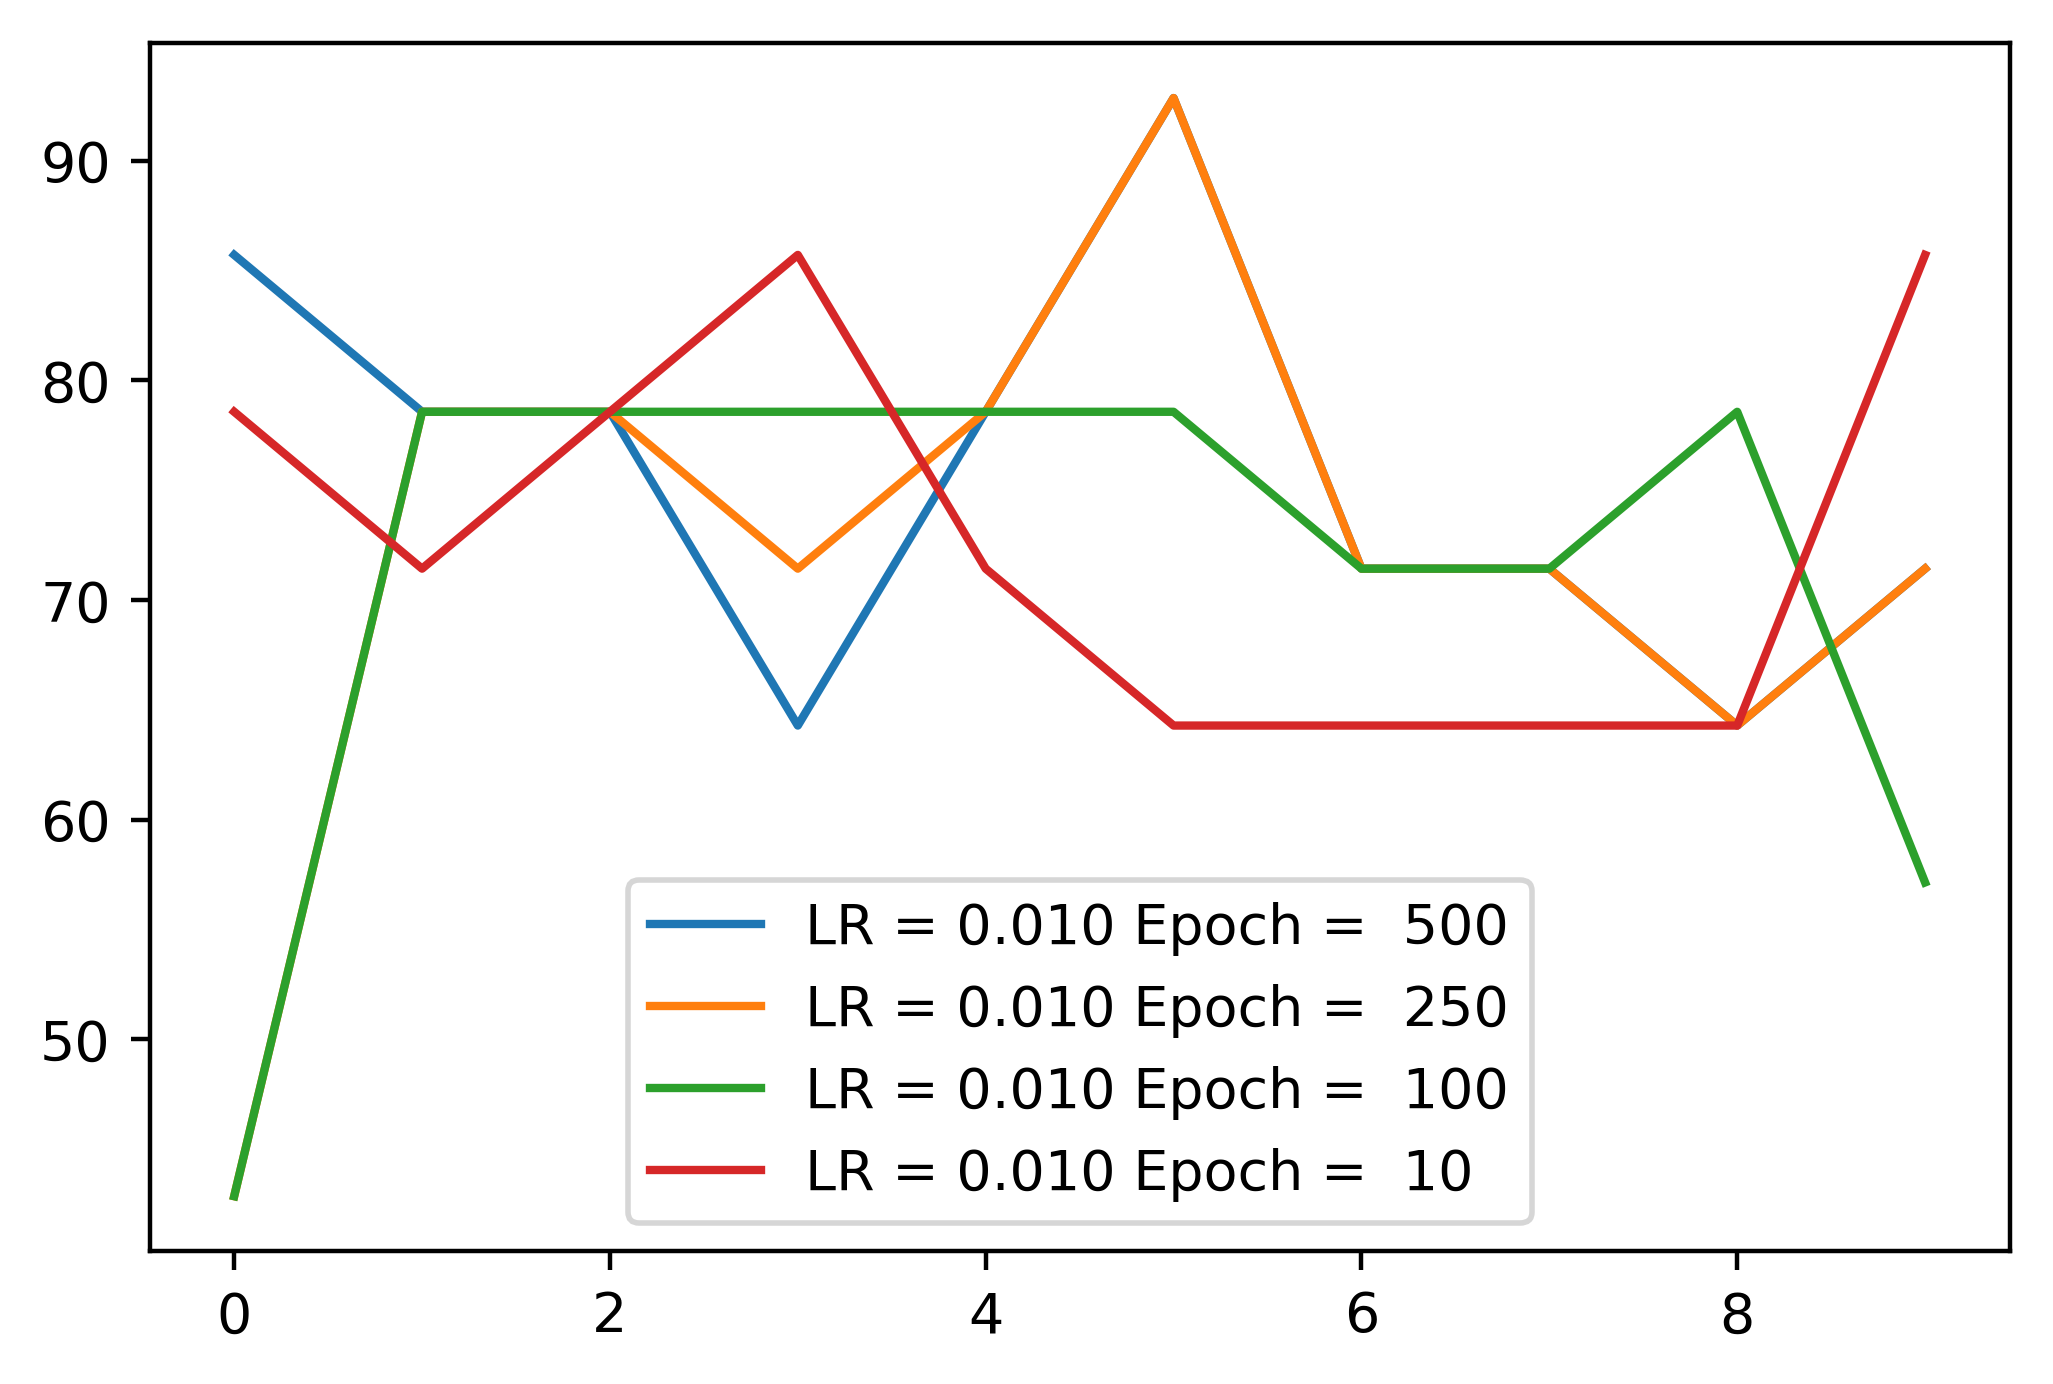 90
80
70
60
50
LR = 0.010 Epoch =  500
LR = 0.010 Epoch =  250
LR = 0.010 Epoch =  100
LR = 0.010 Epoch =  10
0 2 4 6 8